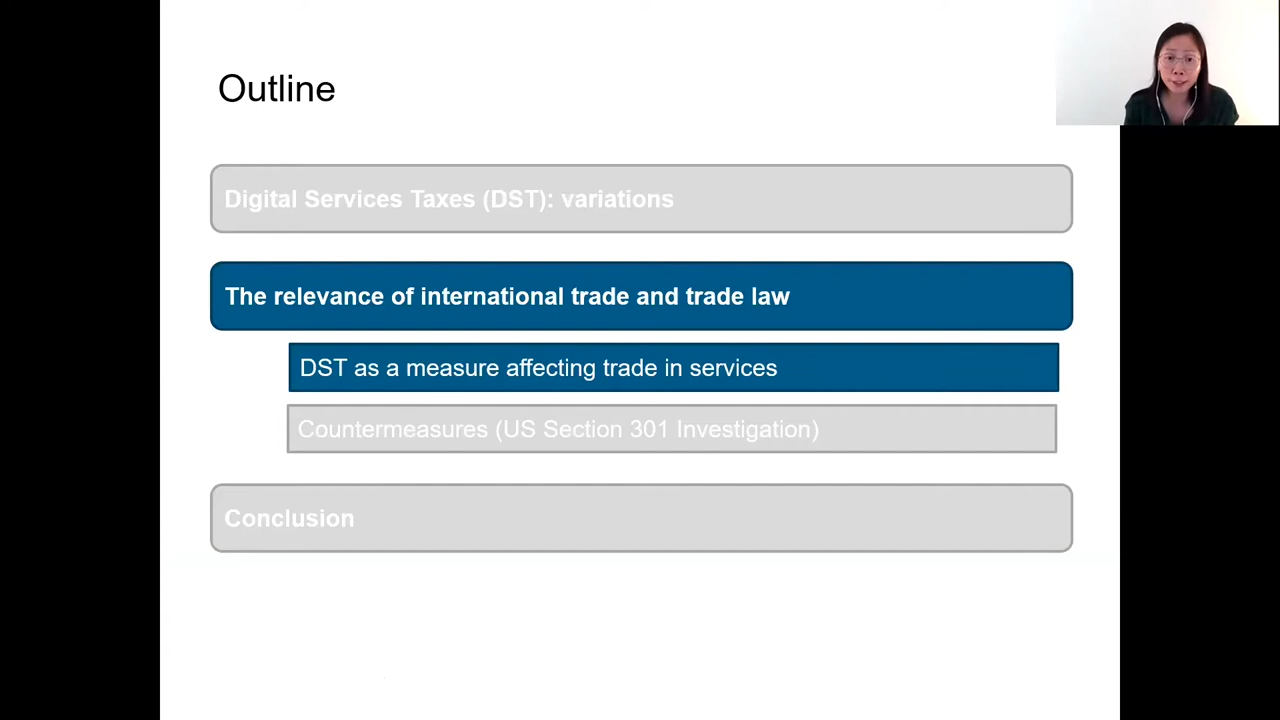 Outline
Digital Services Taxes (DST): variations
The relevance of international trade and trade law
DST as a measure affecting trade in services
Countermeasures (US Section 301 Investigation)
Conclusion